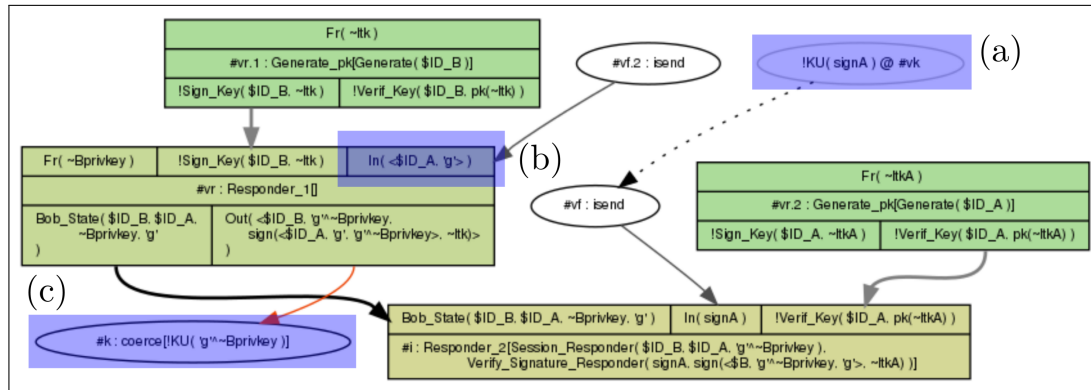 Fr( ~ltk )
#vr.1 : Generate_pk[Generate( $ID_B )]
!Sign_Key( $ID_B, ~ltk ) !Verif_Key( $ID_B, pk(~ltk) )
#vf.2 : isend
!KU( signA ) @ #vk
(a)
Fr( ~Bprivkey ) !Sign_Key( $ID_B, ~ltk ) In( <$ID_A, 'g'> )
(b)
#vr : Responder_1[]
Bob_State( $ID_B, $ID_A,
~Bprivkey, 'g'
)
Out( <$ID_B, 'g'^~Bprivkey,
sign(<$ID_A, 'g', 'g'^~Bprivkey>, ~ltk)>
)
#vf : isend
Fr( ~ltkA )
#vr.2 : Generate_pk[Generate( $ID_A )]
!Sign_Key( $ID_A, ~ltkA ) !Verif_Key( $ID_A, pk(~ltkA) )
(c)
#k : coerce[!KU( 'g'^~Bprivkey )]
Bob_State( $ID_B, $ID_A, ~Bprivkey, 'g' ) In( signA ) !Verif_Key( $ID_A, pk(~ltkA) )
#i : Responder_2[Session_Responder( $ID_B, $ID_A, 'g'^~Bprivkey ),
Verify_Signature_Responder( signA, sign(<$B, 'g'^~Bprivkey, 'g'>, ~ltkA) )]